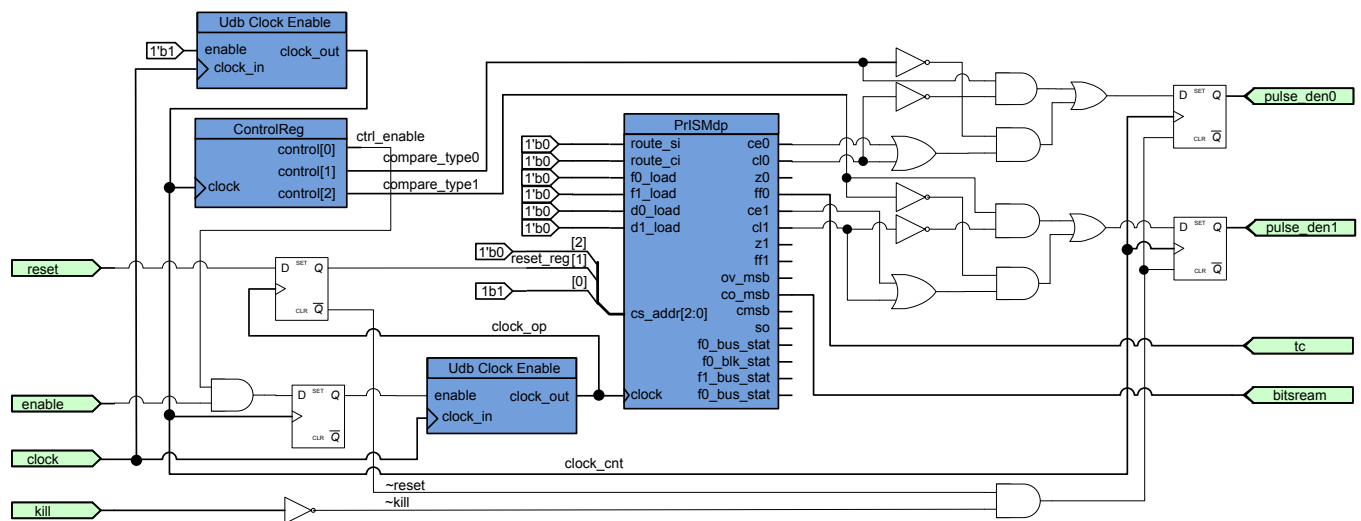 Udb Clock Enable
1'b1
enable
clock_out
clock_in
ControlReg
control[0]
control[1]
control[2]
clock
ctrl_enable
compare_type0
compare_type1
PrISMdp
1'b0
route_si
1'b0
route_ci
1'b0
f0_load
1'b0
f1_load
1'b0
d0_load
1'b0
d1_load
cs_addr[2:0]
clock
ce0
cl0
z0
ff0
ce1
cl1
z1
ff1
ov_msb
co_msb
cmsb
so
f0_bus_stat
f0_blk_stat
f1_bus_stat
f0_bus_stat
1'b0
[2]
reset_reg[1]
1b1
[0]
reset
D
SET
Q
CLR
Q
clock_op
Udb Clock Enable
enable
clock_out
clock_in
enable
D
SET
Q
CLR
Q
clock
clock_cnt
kill
~reset
~kill
D
SET
Q
CLR
Q
pulse_den0
D
SET
Q
CLR
Q
pulse_den1
tc
bitsream